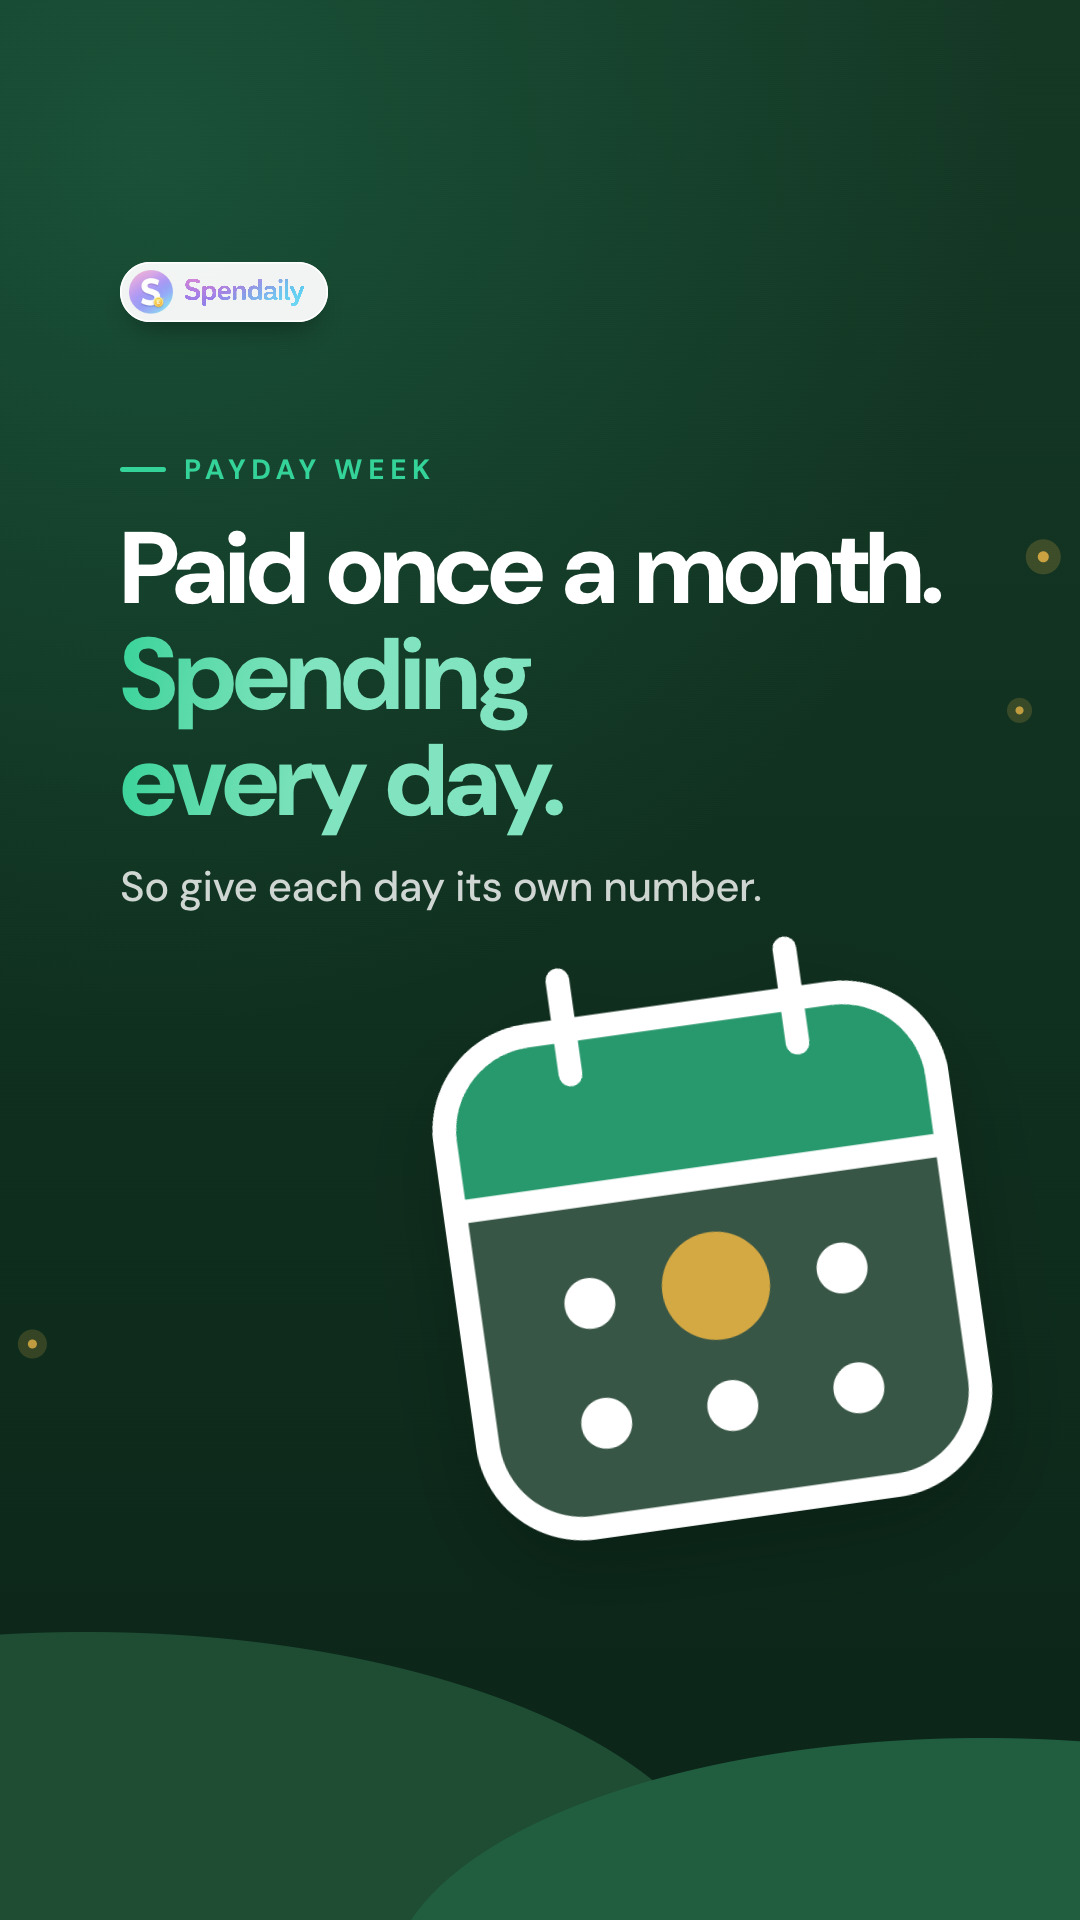 Spendaily
PAYDAY WEEK
Paid once a month.
Spending
every day.
So give each day its own number.